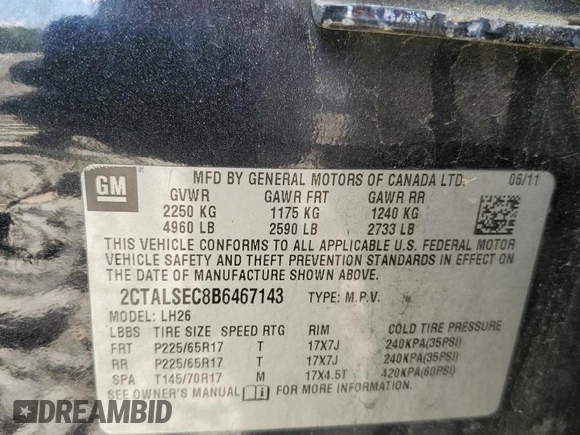 GM
MFD BY GENERAL MOTORS OF CANADA LTD. 06/11
GVWR GAWR FRT GAWR RR
2250 KG 1175 KG 1240 KG
4960 LB 2590 LB 2733 LB
THIS VEHICLE CONFORMS TO ALL APPLICABLE U.S. FEDERAL MOTOR
VEHICLE SAFETY AND THEFT PREVENTION STANDARDS IN EFFECT ON THE
DATE OF MANUFACTURE SHOWN ABOVE.
2CTALSEC8B6467143 TYPE: M.P.V.
MODEL: LH26
LBBS TIRE SIZE SPEED RTG RIM COLD TIRE PRESSURE
FRT P225/65R17 T 17X7J 240KPA(35PSI)
RR P225/65R17 T 17X7J 240KPA(35PSI)
SPA T145/70R17 M 17X4.5T 420KPA(60PSI)
SEE OWNER'S MANUAL FOR MORE INFORMATION
DREAMBID